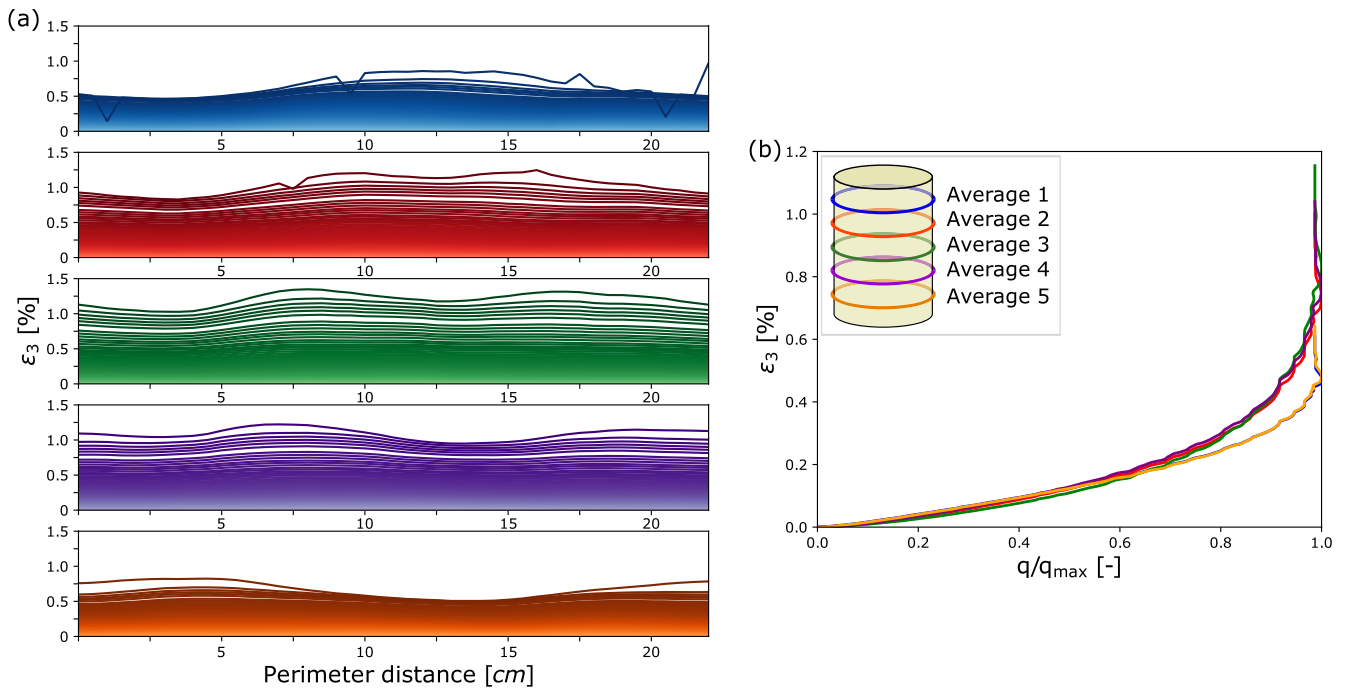 (a)
1.5
1.0
0.5
0
5 10 15 20
1.5
1.0
0.5
0
5 10 15 20
1.5
1.0
0.5
0
5 10 15 20
1.5
1.0
0.5
0
5 10 15 20
1.5
1.0
0.5
0
5 10 15 20
ε₃ [%]
Perimeter distance [cm]
(b)
1.2
1.0
0.8
0.6
0.4
0.2
0.0
0.0 0.2 0.4 0.6 0.8 1.0
ε₃ [%]
q/qmax [-]
Average 1
Average 2
Average 3
Average 4
Average 5